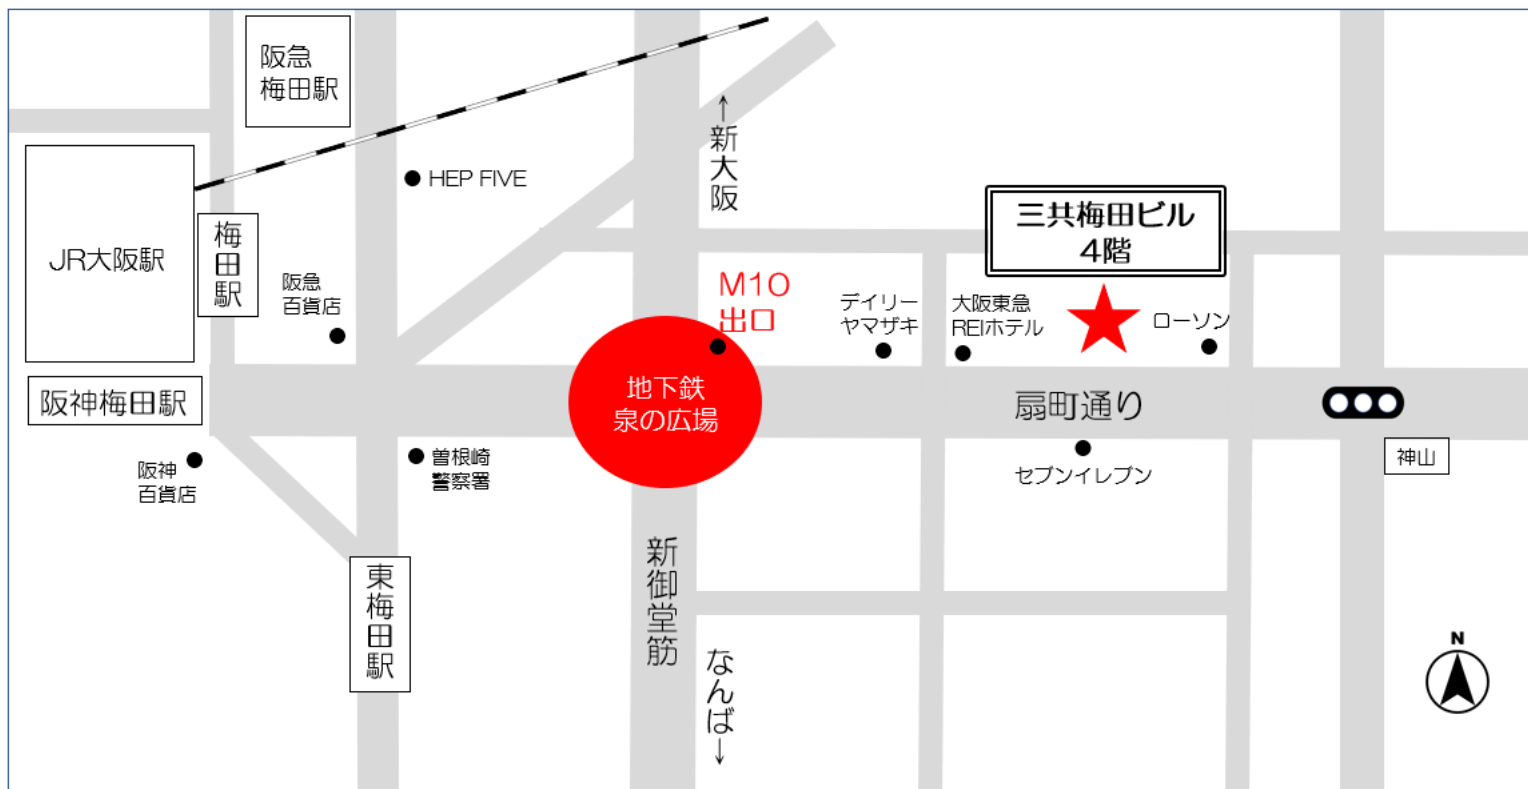 阪急
梅田駅
↑新大阪
HEP FIVE
三共梅田ビル
4階
JR大阪駅
梅田駅
阪急
百貨店
M10
出口
デイリー
ヤマザキ
大阪東急
REIホテル
ローソン
阪神梅田駅
地下鉄
泉の広場
扇町通り
阪神
百貨店
曽根崎
警察署
セブンイレブン
神山
東梅田駅
新御堂筋
なんば↓
N